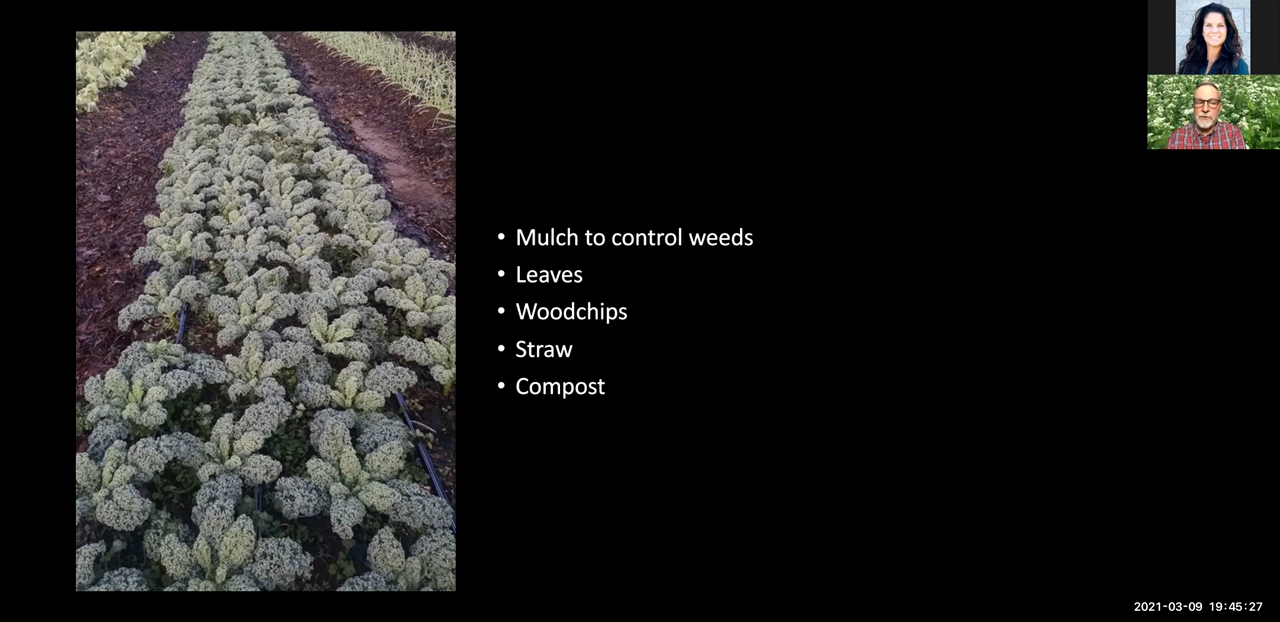 • Mulch to control weeds
• Leaves
• Woodchips
• Straw
• Compost
2021-03-09 19:45:27